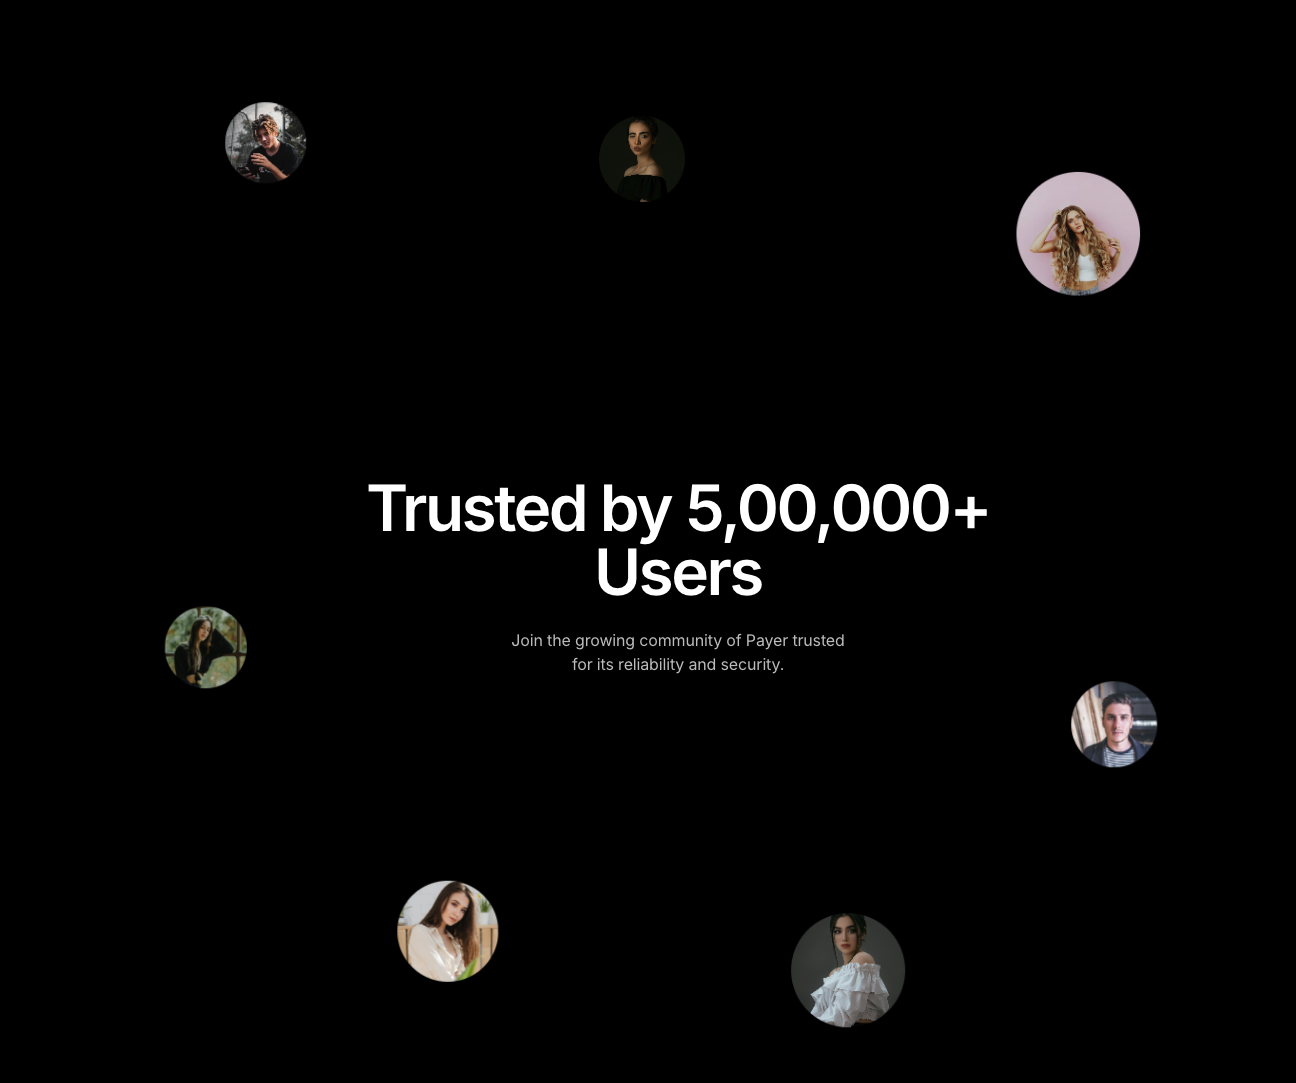 Trusted by 5,00,000+
Users
Join the growing community of Payer trusted
for its reliability and security.